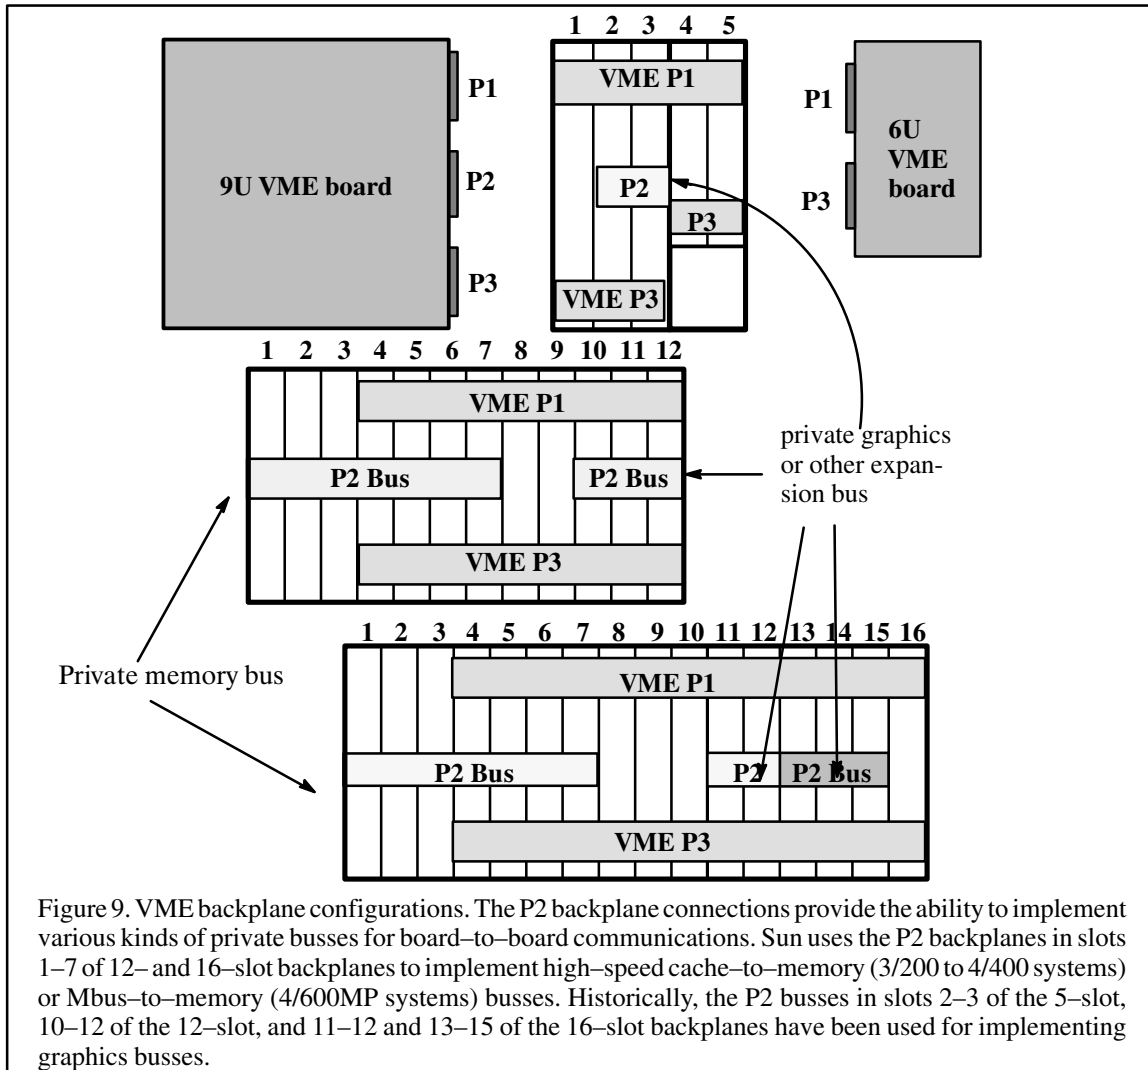 1 2 3 4 5
VME P1
P1
P2
P3
9U VME board
P2
P3
VME P3
P1
P3
6U
VME
board
1 2 3 4 5 6 7 8 9 10 11 12
VME P1
P2 Bus
P2 Bus
VME P3
private graphics
or other expan-
sion bus
Private memory bus
1 2 3 4 5 6 7 8 9 10 11 12 13 14 15 16
VME P1
P2 Bus
P2
P2 Bus
VME P3
Figure 9. VME backplane configurations. The P2 backplane connections provide the ability to implement
various kinds of private busses for board–to–board communications. Sun uses the P2 backplanes in slots
1–7 of 12– and 16–slot backplanes to implement high–speed cache–to–memory (3/200 to 4/400 systems)
or Mbus–to–memory (4/600MP systems) busses. Historically, the P2 busses in slots 2–3 of the 5–slot,
10–12 of the 12–slot, and 11–12 and 13–15 of the 16–slot backplanes have been used for implementing
graphics busses.